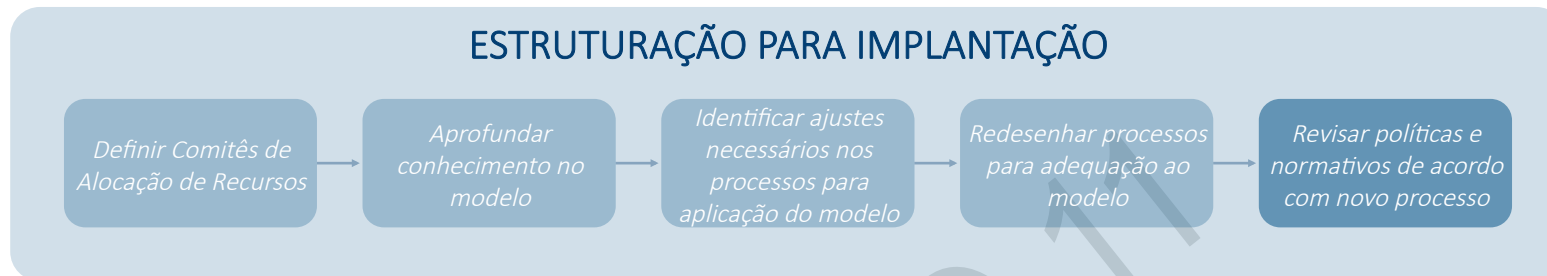 ESTRUTURAÇÃO PARA IMPLANTAÇÃO
Definir Comitês de
Alocação de Recursos
Aprofundar
conhecimento no
modelo
Identificar ajustes
necessários nos
processos para
aplicação do modelo
Redesenhar processos
para adequação ao
modelo
Revisar políticas e
normativos de acordo
com novo processo